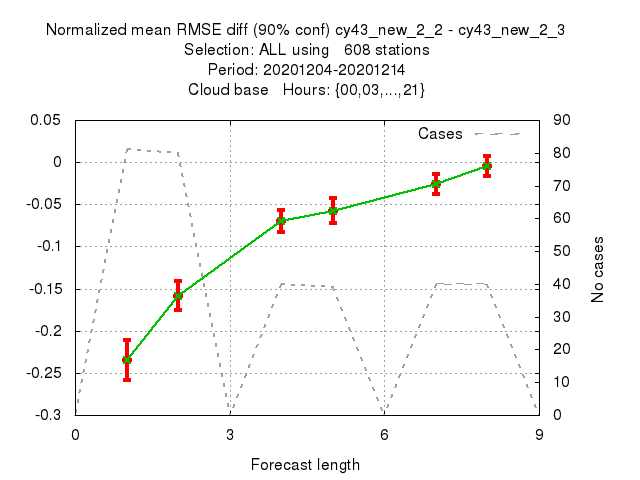 Normalized mean RMSE diff (90% conf) cy43_new_2_2 - cy43_new_2_3
Selection: ALL using 608 stations
Period: 20201204-20201214
Cloud base Hours: {00,03,...,21}
Cases
0.05
0
-0.05
-0.1
-0.15
-0.2
-0.25
-0.3
90
80
70
60
50
40
30
20
10
0
No cases
0 3 6 9
Forecast length